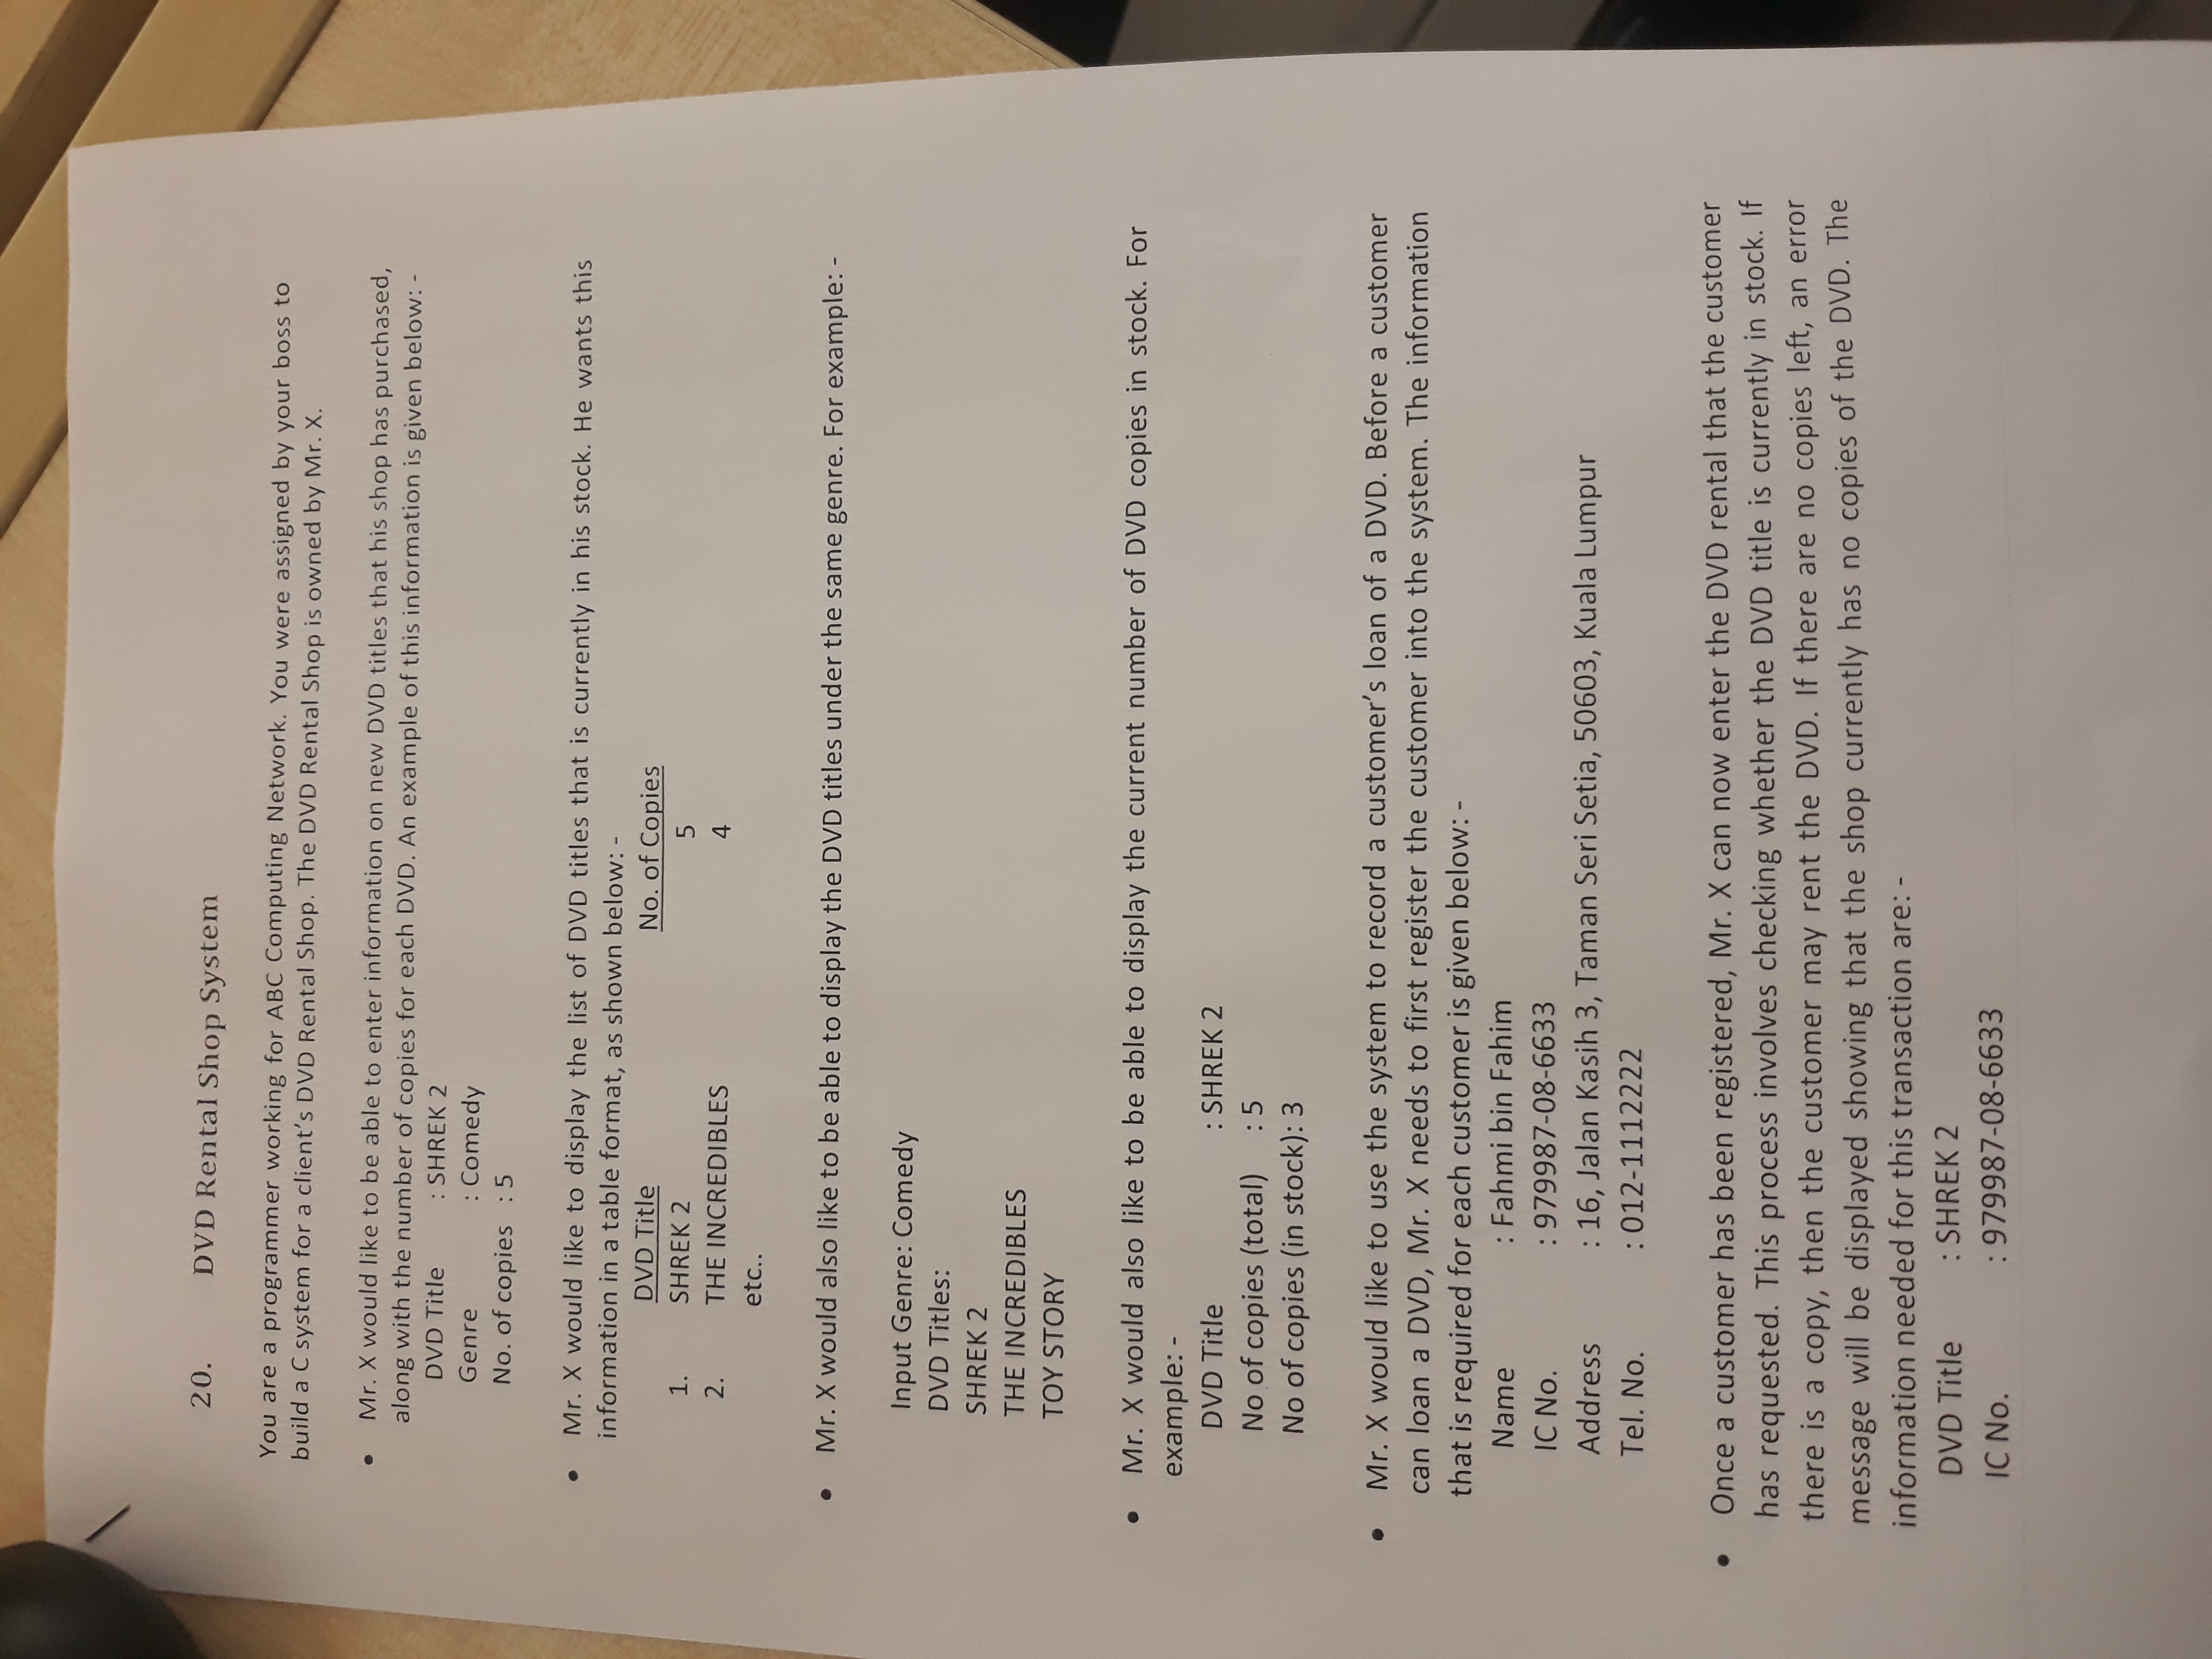 20. DVD Rental Shop System
You are a programmer working for ABC Computing Network. You were assigned by your boss to
build a C system for a client's DVD Rental Shop. The DVD Rental Shop is owned by Mr. X.
• Mr. X would like to be able to enter information on new DVD titles that his shop has purchased,
along with the number of copies for each DVD. An example of this information is given below: -
DVD Title : SHREK 2
Genre : Comedy
No. of copies : 5
• Mr. X would like to display the list of DVD titles that is currently in his stock. He wants this
information in a table format, as shown below: -
DVD Title No. of Copies
1. SHREK 2 5
2. THE INCREDIBLES 4
etc..
• Mr. X would also like to be able to display the DVD titles under the same genre. For example: -
Input Genre: Comedy
DVD Titles:
SHREK 2
THE INCREDIBLES
TOY STORY
• Mr. X would also like to be able to display the current number of DVD copies in stock. For
example: -
DVD Title : SHREK 2
No of copies (total) : 5
No of copies (in stock): 3
• Mr. X would like to use the system to record a customer's loan of a DVD. Before a customer
can loan a DVD, Mr. X needs to first register the customer into the system. The information
that is required for each customer is given below: -
Name : Fahmi bin Fahim
IC No. : 979987-08-6633
Address : 16, Jalan Kasih 3, Taman Seri Setia, 50603, Kuala Lumpur
Tel. No. : 012-1112222
• Once a customer has been registered, Mr. X can now enter the DVD rental that the customer
has requested. This process involves checking whether the DVD title is currently in stock. If
there is a copy, then the customer may rent the DVD. If there are no copies left, an error
message will be displayed showing that the shop currently has no copies of the DVD. The
information needed for this transaction are: -
DVD Title : SHREK 2
IC No. : 979987-08-6633